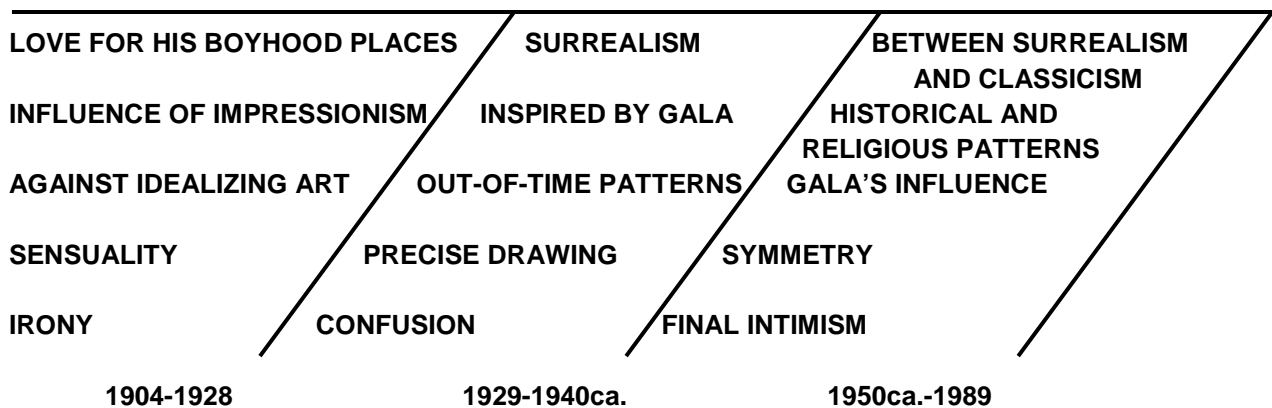 LOVE FOR HIS BOYHOOD PLACES
INFLUENCE OF IMPRESSIONISM
AGAINST IDEALIZING ART
SENSUALITY
IRONY
1904-1928
SURREALISM
INSPIRED BY GALA
OUT-OF-TIME PATTERNS
PRECISE DRAWING
CONFUSION
1929-1940ca.
BETWEEN SURREALISM
AND CLASSICISM
HISTORICAL AND
RELIGIOUS PATTERNS
GALA’S INFLUENCE
SYMMETRY
FINAL INTIMISM
1950ca.-1989